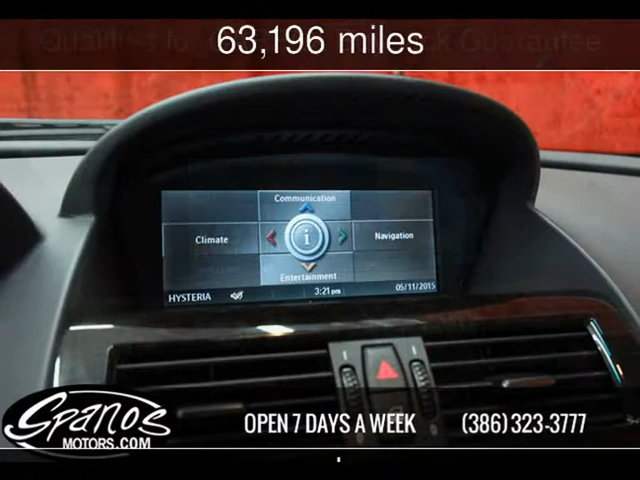 63,196 miles
Communication
Climate
i
Navigation
Entertainment
HYSTERIA
3:21 pm
05/11/2015
Spanos
MOTORS.COM
OPEN 7 DAYS A WEEK
(386) 323-3777